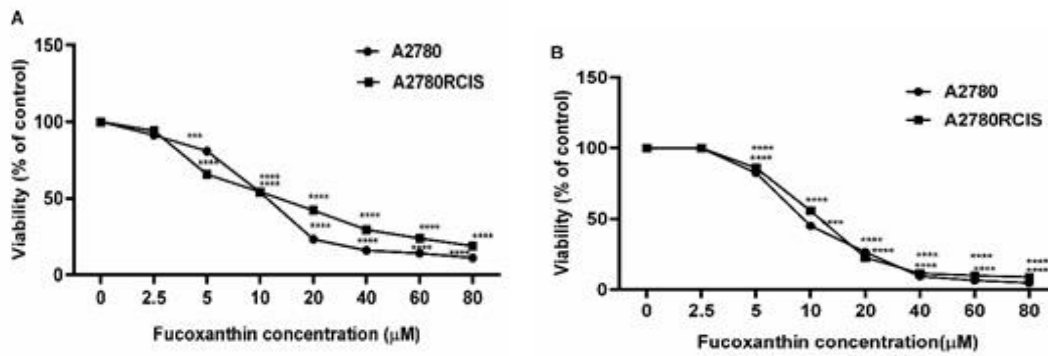 A
Viability (% of control)
150
100
50
0
A2780
A2780RCIS
***
****
****
****
****
****
****
****
****
****
****
****
0 2.5 5 10 20 40 60 80
Fucoxanthin concentration (μM)
B
Viability (% of control)
150
100
50
0
A2780
A2780RCIS
****
****
****
***
****
****
****
****
****
****
****
****
0 2.5 5 10 20 40 60 80
Fucoxanthin concentration(μM)